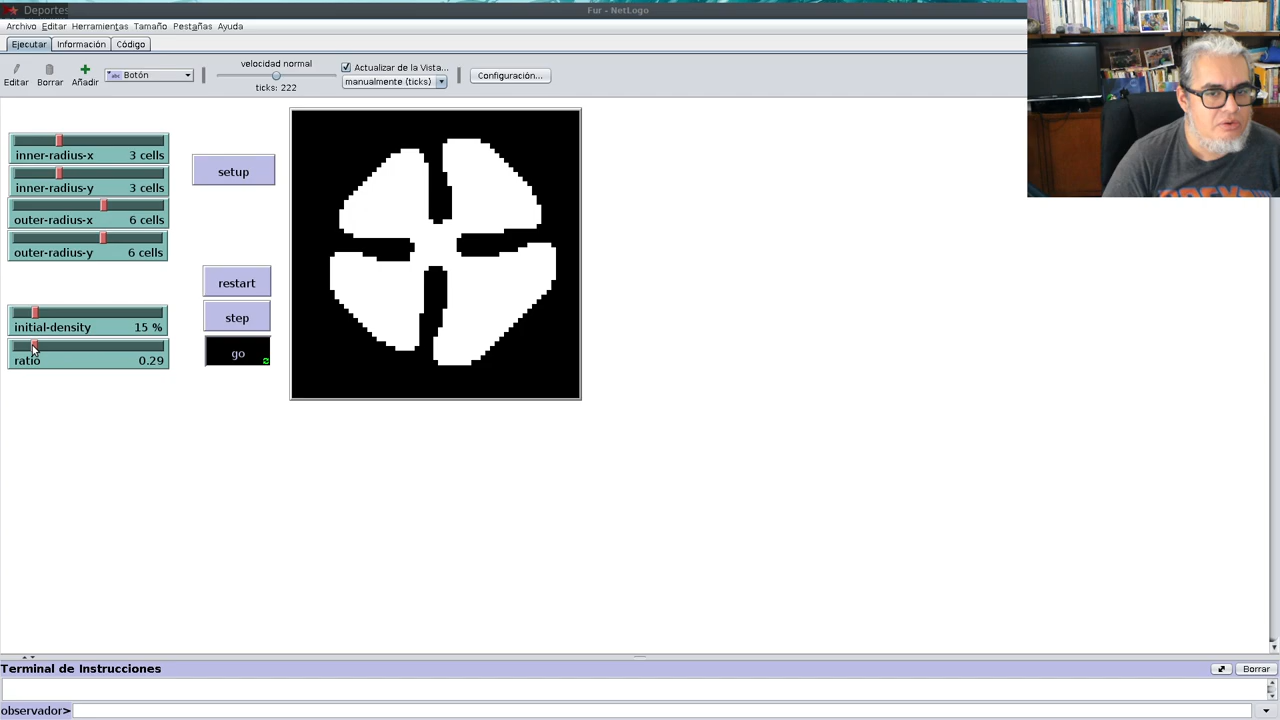 Deportes
Fur - NetLogo
Archivo Editar Herramientas Tamaño Pestañas Ayuda
Ejecutar Información Código
Editar Borrar Añadir
abc Botón
velocidad normal
ticks: 222
Actualizar de la Vista...
manualmente (ticks)
Configuración...
inner-radius-x 3 cells
inner-radius-y 3 cells
outer-radius-x 6 cells
outer-radius-y 6 cells
initial-density 15 %
ratio 0.29
setup
restart
step
go
Terminal de Instrucciones
Borrar
observador>